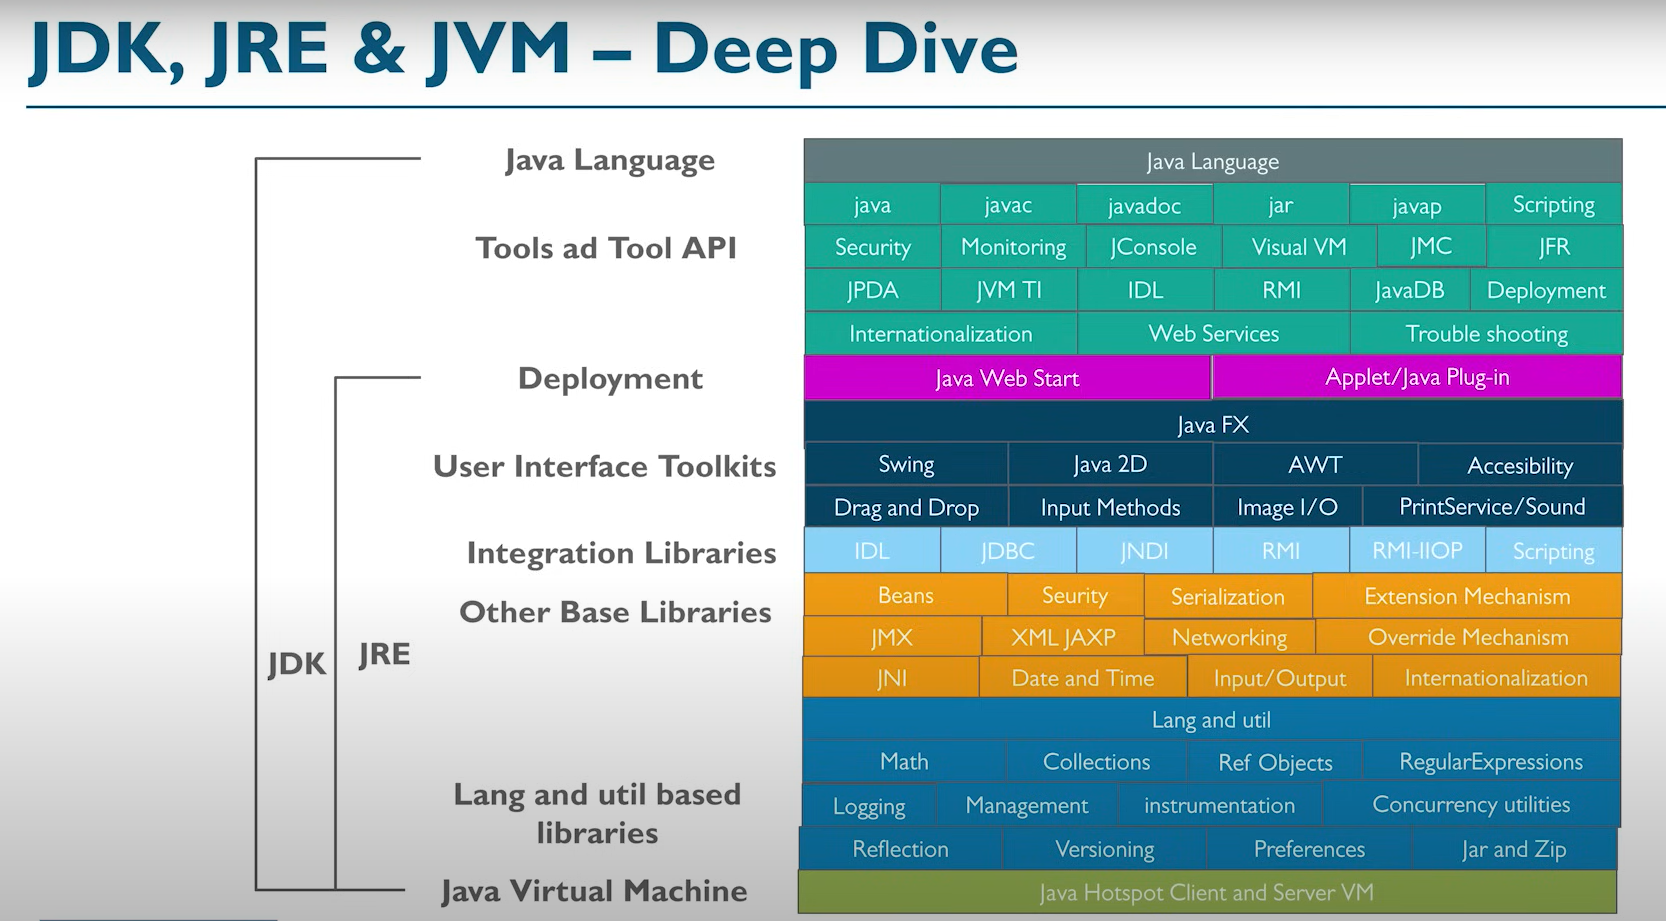 JDK, JRE & JVM – Deep Dive
Java Language
Java Language
java javac javadoc jar javap Scripting
Tools ad Tool API
Security Monitoring JConsole Visual VM JMC JFR
JPDA JVM TI IDL RMI JavaDB Deployment
Internationalization Web Services Trouble shooting
Deployment
Java Web Start Applet/Java Plug-in
Java FX
User Interface Toolkits
Swing Java 2D AWT Accesibility
Drag and Drop Input Methods Image I/O PrintService/Sound
Integration Libraries
IDL JDBC JNDI RMI RMI-IIOP Scripting
Other Base Libraries
Beans Seurity Serialization Extension Mechanism
JMX XML JAXP Networking Override Mechanism
JNI Date and Time Input/Output Internationalization
JDK
JRE
Lang and util
Math Collections Ref Objects RegularExpressions
Lang and util based
libraries
Logging Management instrumentation Concurrency utilities
Reflection Versioning Preferences Jar and Zip
Java Virtual Machine
Java Hotspot Client and Server VM